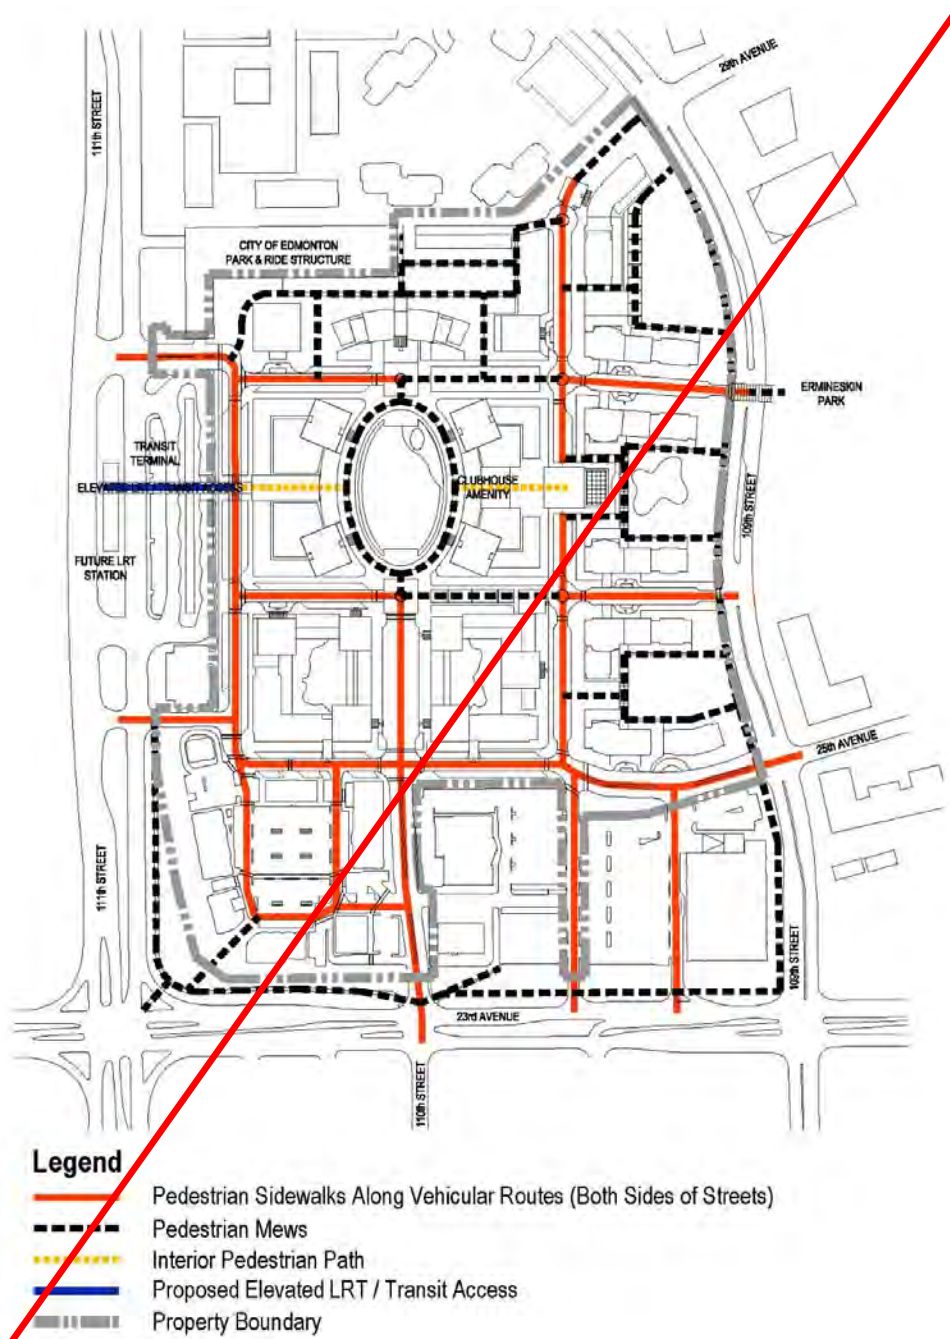 29th AVENUE
111th STREET
CITY OF EDMONTON
PARK & RIDE STRUCTURE
ERMINESKIN
PARK
TRANSIT
TERMINAL
CLUBHOUSE
AMENITY
109th STREET
FUTURE LRT
STATION
25th AVENUE
111th STREET
109th STREET
23rd AVENUE
110th STREET
Legend
Pedestrian Sidewalks Along Vehicular Routes (Both Sides of Streets)
Pedestrian Mews
Interior Pedestrian Path
Proposed Elevated LRT / Transit Access
Property Boundary